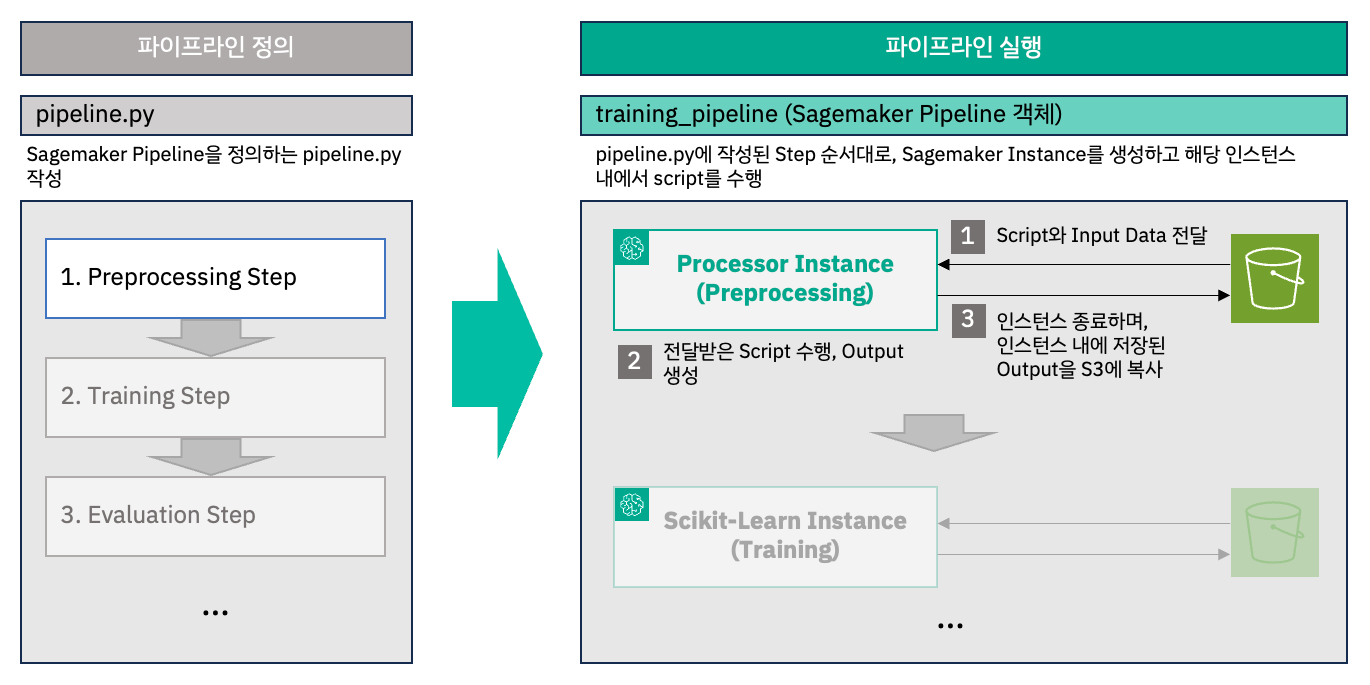 파이프라인 정의
pipeline.py
Sagemaker Pipeline을 정의하는 pipeline.py
작성
1. Preprocessing Step
2. Training Step
3. Evaluation Step
...
파이프라인 실행
training_pipeline (Sagemaker Pipeline 객체)
pipeline.py에 작성된 Step 순서대로, Sagemaker Instance를 생성하고 해당 인스턴스
내에서 script를 수행
Processor Instance
(Preprocessing)
1
Script와 Input Data 전달
2
전달받은 Script 수행, Output
생성
3
인스턴스 종료하며,
인스턴스 내에 저장된
Output을 S3에 복사
Scikit-Learn Instance
(Training)
...